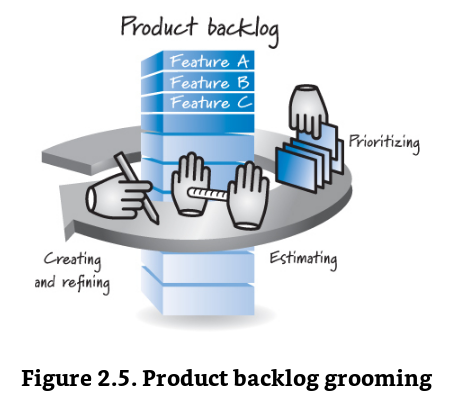 Product backlog
Feature A
Feature B
Feature C
Prioritizing
Estimating
Creating
and refining
Figure 2.5. Product backlog grooming